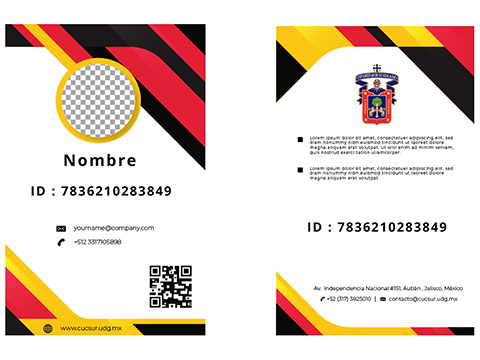 Nombre
ID : 7836210283849
yourname@company.com
+512 3317105898
www.cucsur.udg.mx
Lorem ipsum dolor sit amet, consectetuer adipiscing elit, sed
diam nonummy nibh euismod tincidunt ut laoreet dolore
magna aliquam erat volutpat. Ut wisi enim ad minim veniam,
quis nostrud exerci tation
Lorem ipsum dolor sit amet, consectetuer adipiscing elit, sed
diam nonummy nibh euismod tincidunt ut laoreet dolore
magna aliquam erat volutpat.
ID : 7836210283849
Av. Independencia Nacional #151, Autlán , Jalisco, México
+52 (317) 3825010 | contacto@cucsur.udg.mx